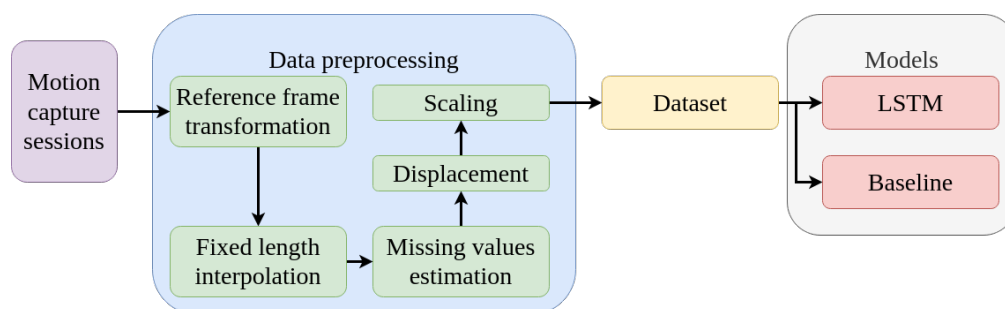 Motion
capture
sessions
Data preprocessing
Reference frame
transformation
Fixed length
interpolation
Missing values
estimation
Displacement
Scaling
Dataset
Models
LSTM
Baseline